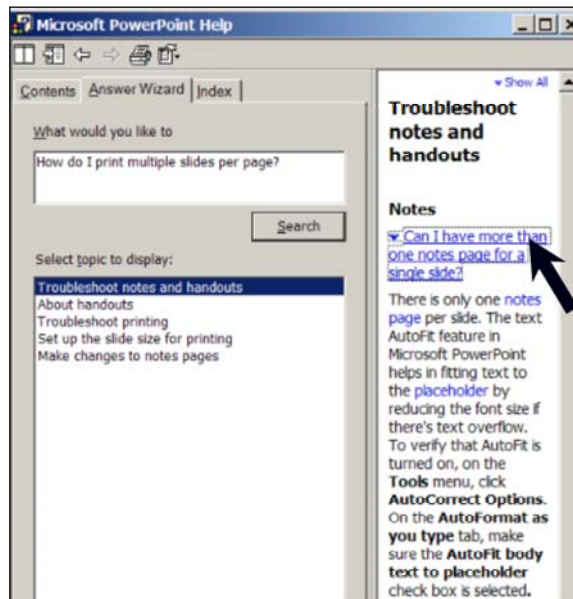 Microsoft PowerPoint Help
Contents
Answer Wizard
Index
What would you like to
How do I print multiple slides per page?
Search
Select topic to display:
Troubleshoot notes and handouts
About handouts
Troubleshoot printing
Set up the slide size for printing
Make changes to notes pages
Show All
Troubleshoot
notes and
handouts
Notes
Can I have more than
one notes page for a
single slide?
There is only one notes
page per slide. The text
AutoFit feature in
Microsoft PowerPoint
helps in fitting text to
the placeholder by
reducing the font size if
there's text overflow.
To verify that AutoFit is
turned on, on the
Tools menu, click
AutoCorrect Options.
On the AutoFormat as
you type tab, make
sure the AutoFit body
text to placeholder
check box is selected.